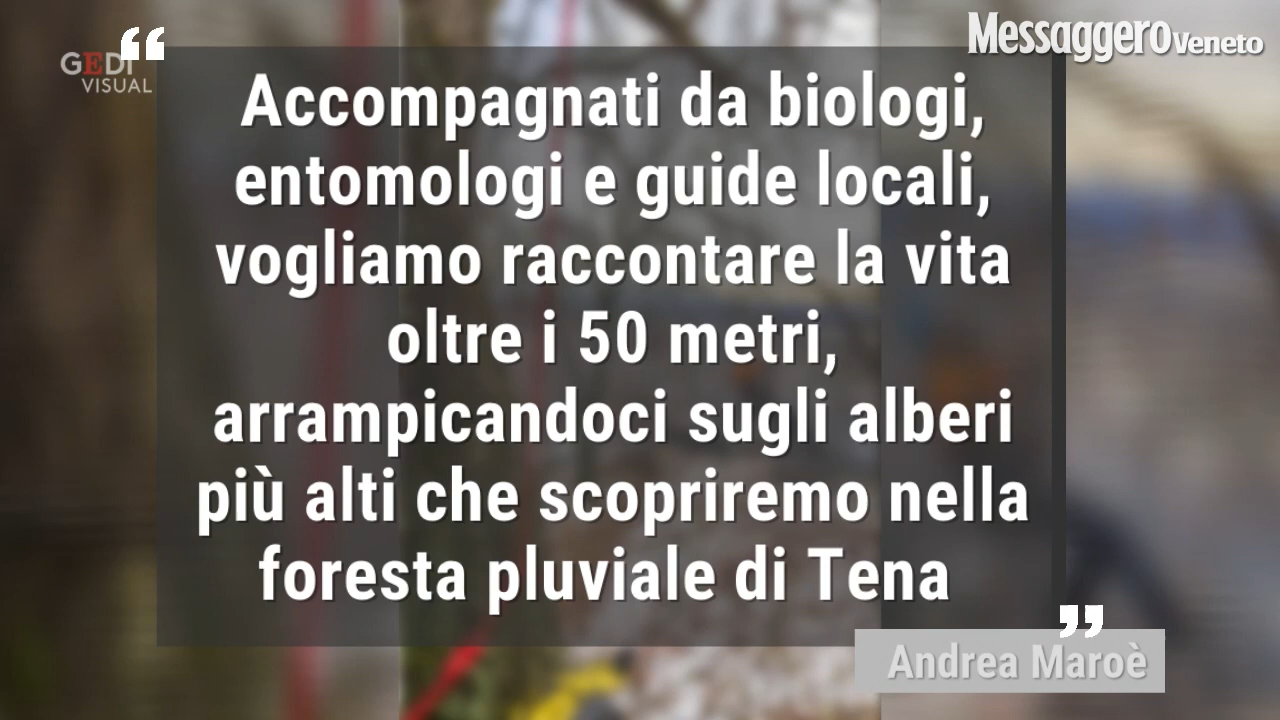 GEDI
VISUAL
Messaggero Veneto
“
Accompagnati da biologi,
entomologi e guide locali,
vogliamo raccontare la vita
oltre i 50 metri,
arrampicandoci sugli alberi
più alti che scopriremo nella
foresta pluviale di Tena
”
Andrea Maroè